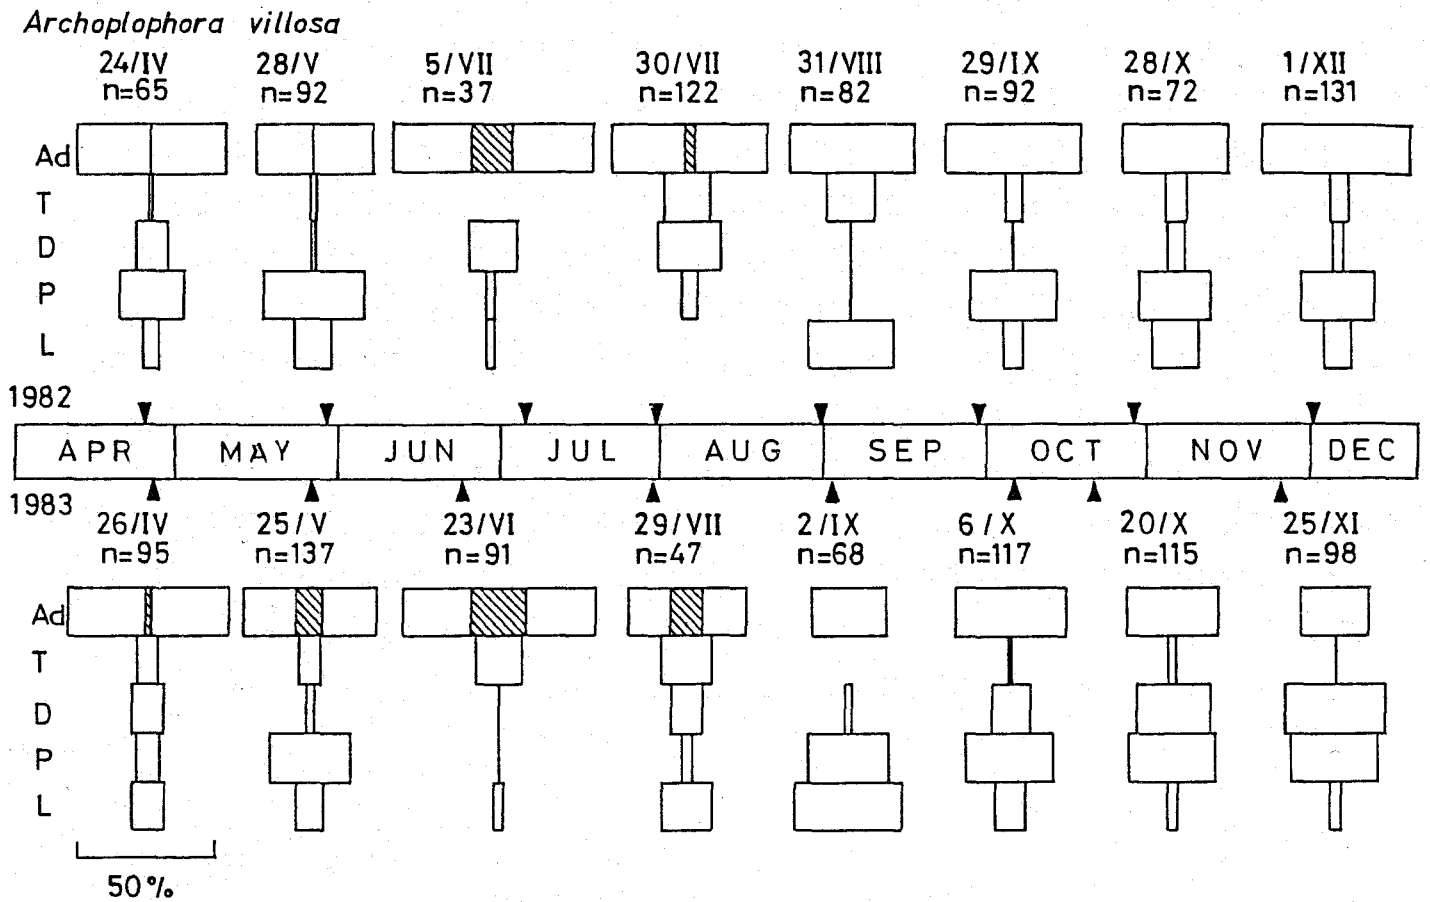 Archoplophora villosa
24/IV 28/V 5/VII 30/VII 31/VIII 29/IX 28/X 1/XII
n=65 n=92 n=37 n=122 n=82 n=92 n=72 n=131
Ad
T
D
P
L
1982
APR MAY JUN JUL AUG SEP OCT NOV DEC
1983
26/IV 25/V 23/VI 29/VII 2/IX 6/X 20/X 25/XI
n=95 n=137 n=91 n=47 n=68 n=117 n=115 n=98
Ad
T
D
P
L
50%